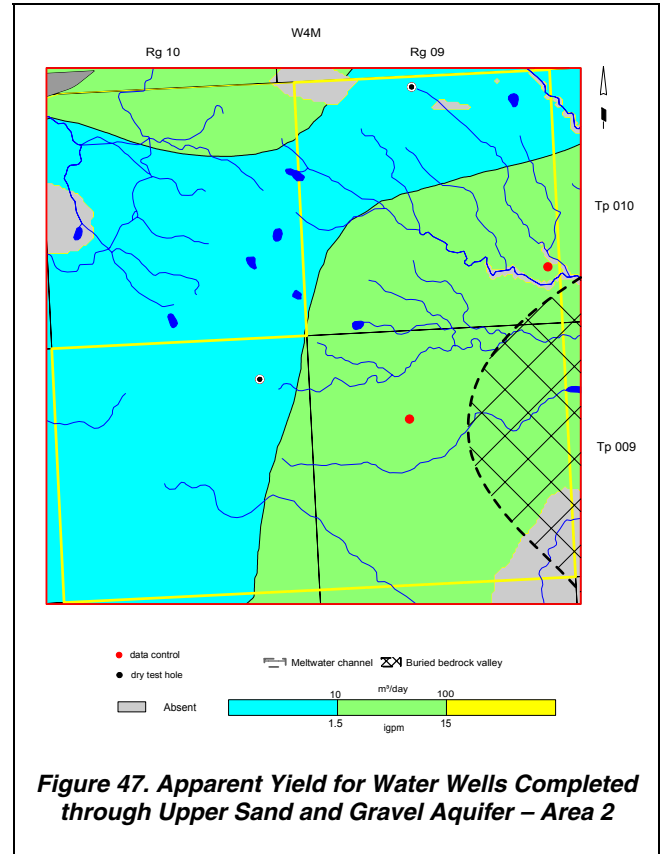 W4M
Rg 10 Rg 09
Tp 010
Tp 009
data control
dry test hole
Meltwater channel Buried bedrock valley
Absent
10 m³/day 100
1.5 igpm 15
Figure 47. Apparent Yield for Water Wells Completed
through Upper Sand and Gravel Aquifer – Area 2